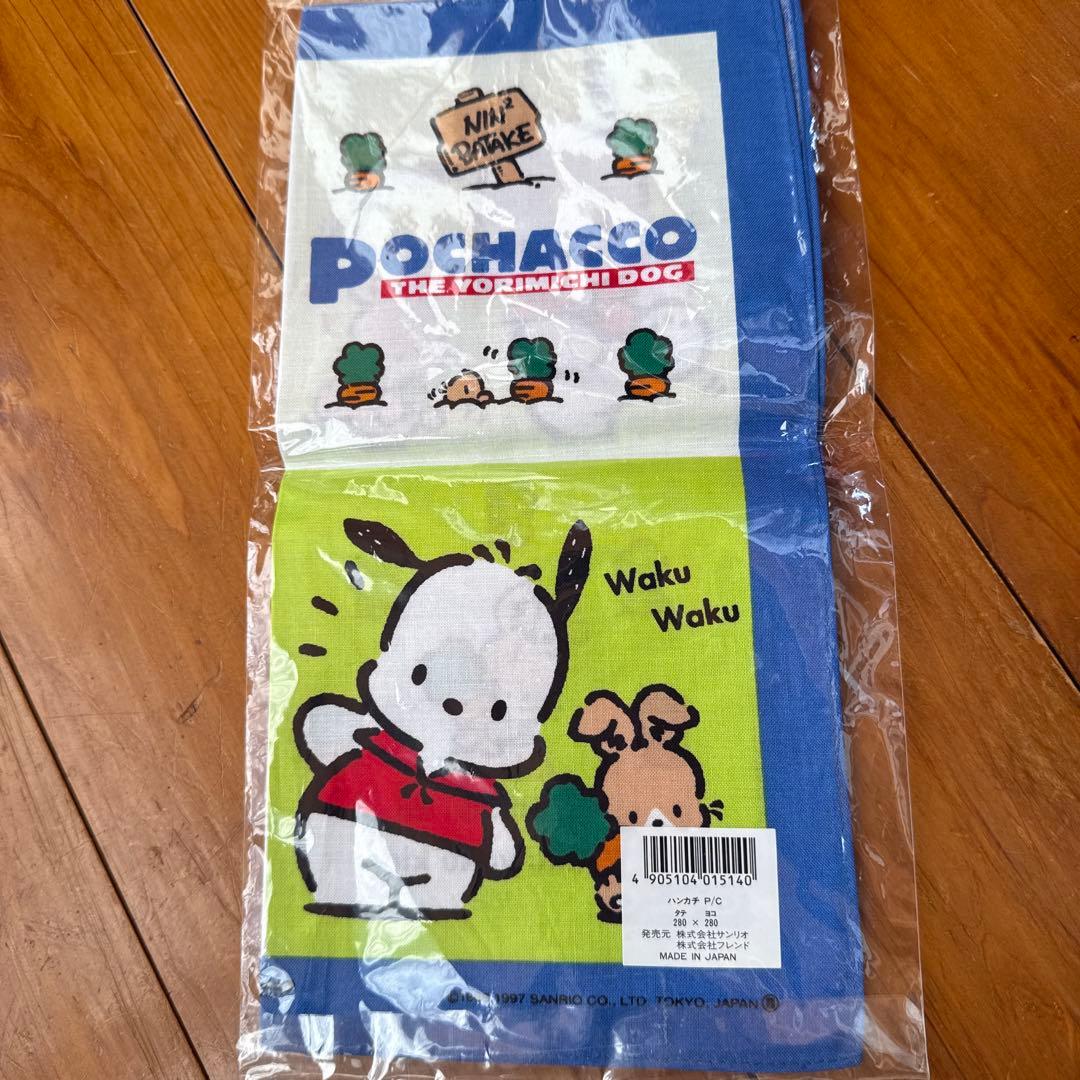 NIN²
BATAKE
POCHACCO
THE YORIMICHI DOG
Waku
Waku
4 905104 015140
ハンカチ P/C
タテ ヨコ
280 × 280
発売元 株式会社サンリオ
株式会社フレンド
MADE IN JAPAN
1997 SANRIO CO., LTD. TOKYO, JAPAN